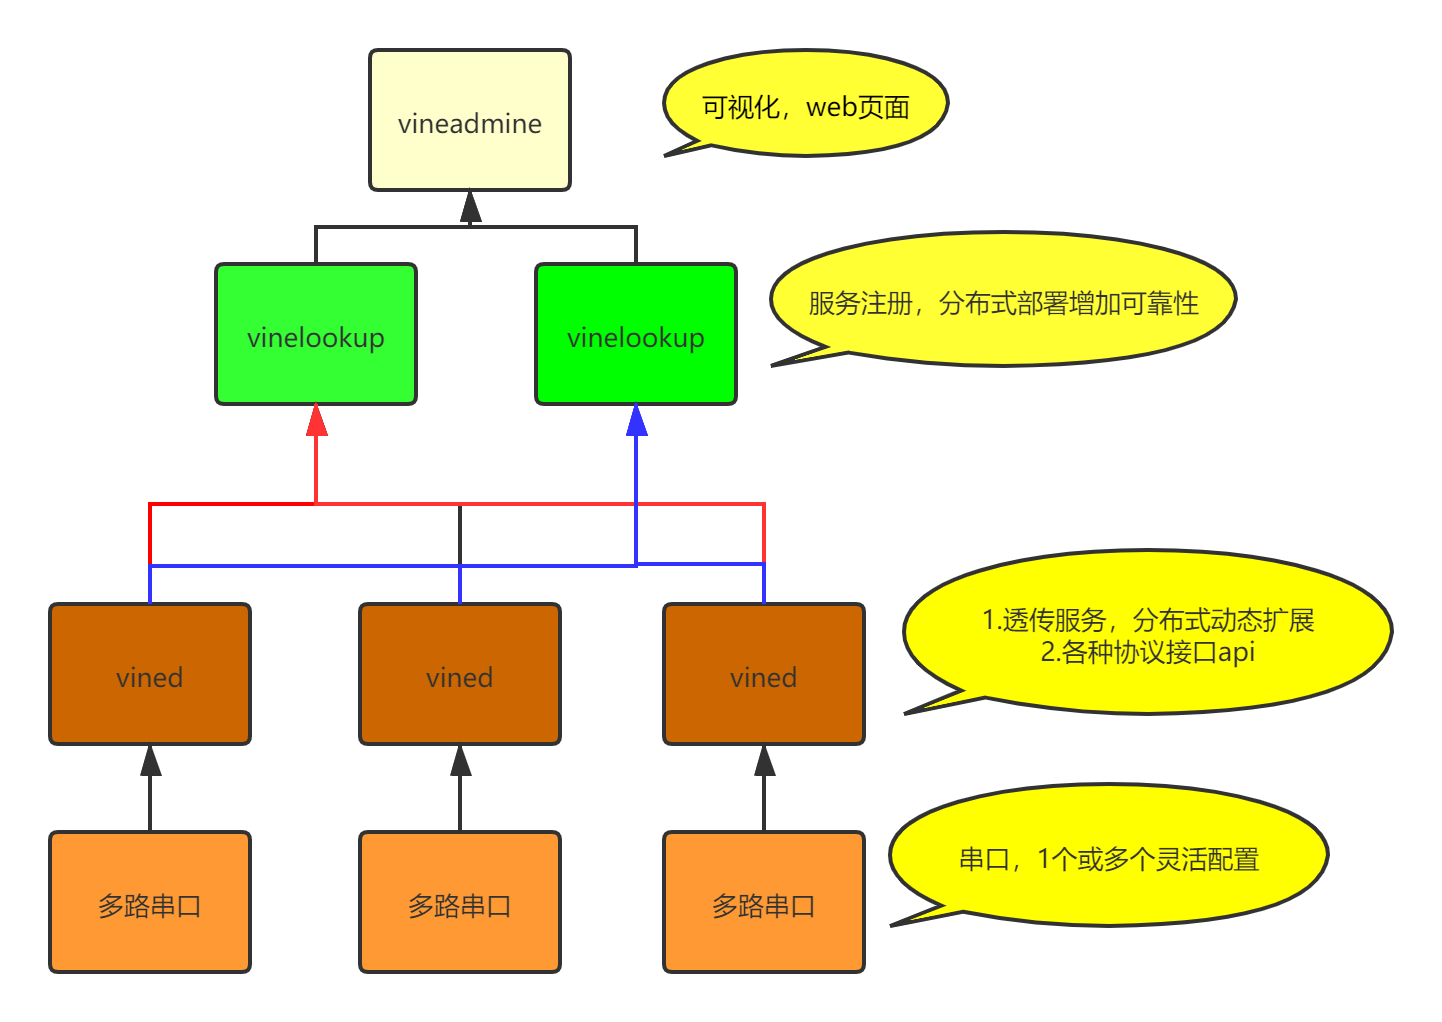 vineadmine
可视化，web页面
服务注册，分布式部署增加可靠性
vinelookup
vinelookup
1.透传服务，分布式动态扩展
2.各种协议接口api
vined
vined
vined
串口，1个或多个灵活配置
多路串口
多路串口
多路串口